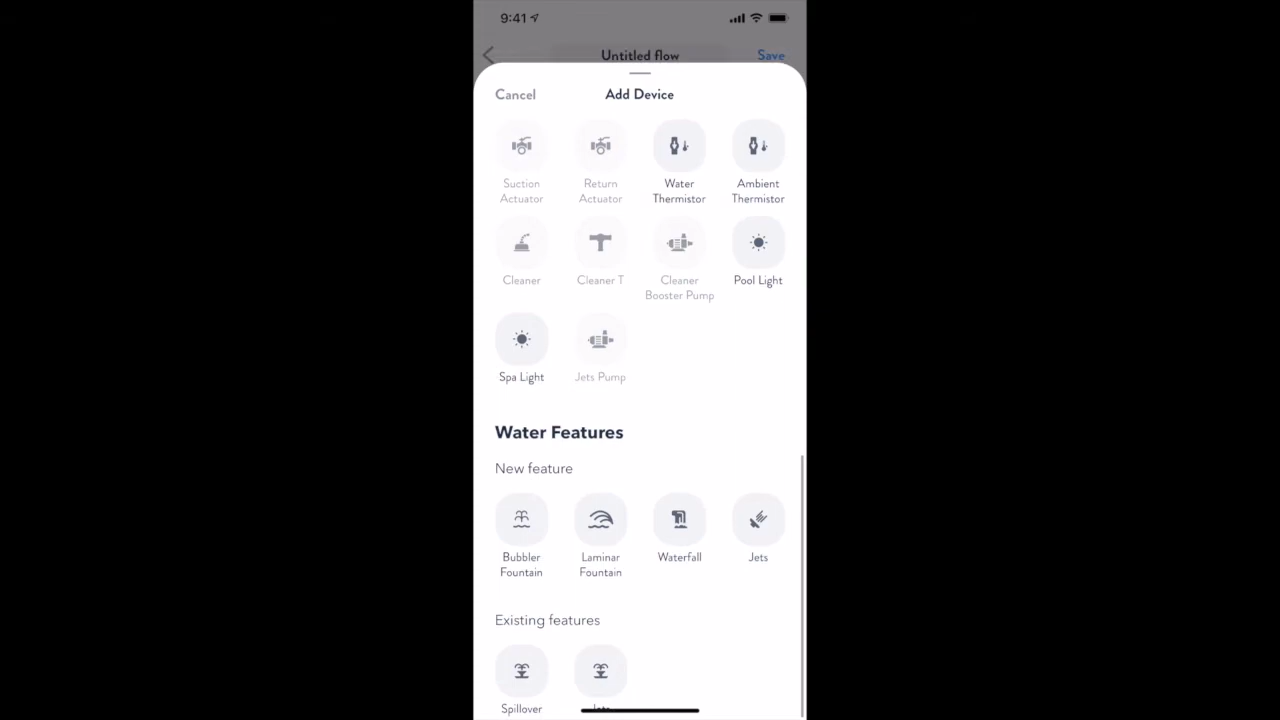 9:41
Untitled flow
Save
Cancel
Add Device
Suction
Actuator
Return
Actuator
Water
Thermistor
Ambient
Thermistor
Cleaner
Cleaner T
Cleaner
Booster Pump
Pool Light
Spa Light
Jets Pump
Water Features
New feature
Bubbler
Fountain
Laminar
Fountain
Waterfall
Jets
Existing features
Spillover
Jets